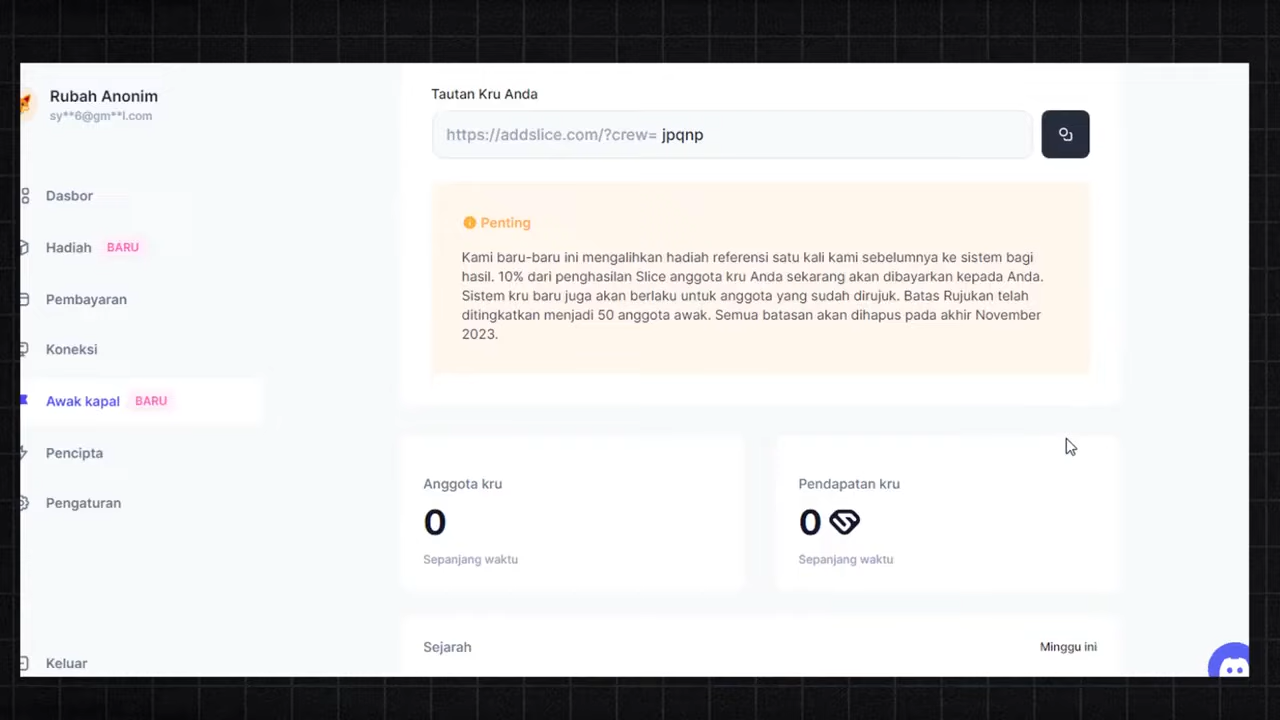 Rubah Anonim
sy**6@gm**l.com
Dasbor
Hadiah BARU
Pembayaran
Koneksi
Awak kapal BARU
Pencipta
Pengaturan
Keluar
Tautan Kru Anda
https://addslice.com/?crew= jpqnp
Penting
Kami baru-baru ini mengalihkan hadiah referensi satu kali kami sebelumnya ke sistem bagi
hasil. 10% dari penghasilan Slice anggota kru Anda sekarang akan dibayarkan kepada Anda.
Sistem kru baru juga akan berlaku untuk anggota yang sudah dirujuk. Batas Rujukan telah
ditingkatkan menjadi 50 anggota awak. Semua batasan akan dihapus pada akhir November
2023.
Anggota kru
0
Sepanjang waktu
Pendapatan kru
0
Sepanjang waktu
Sejarah
Minggu ini